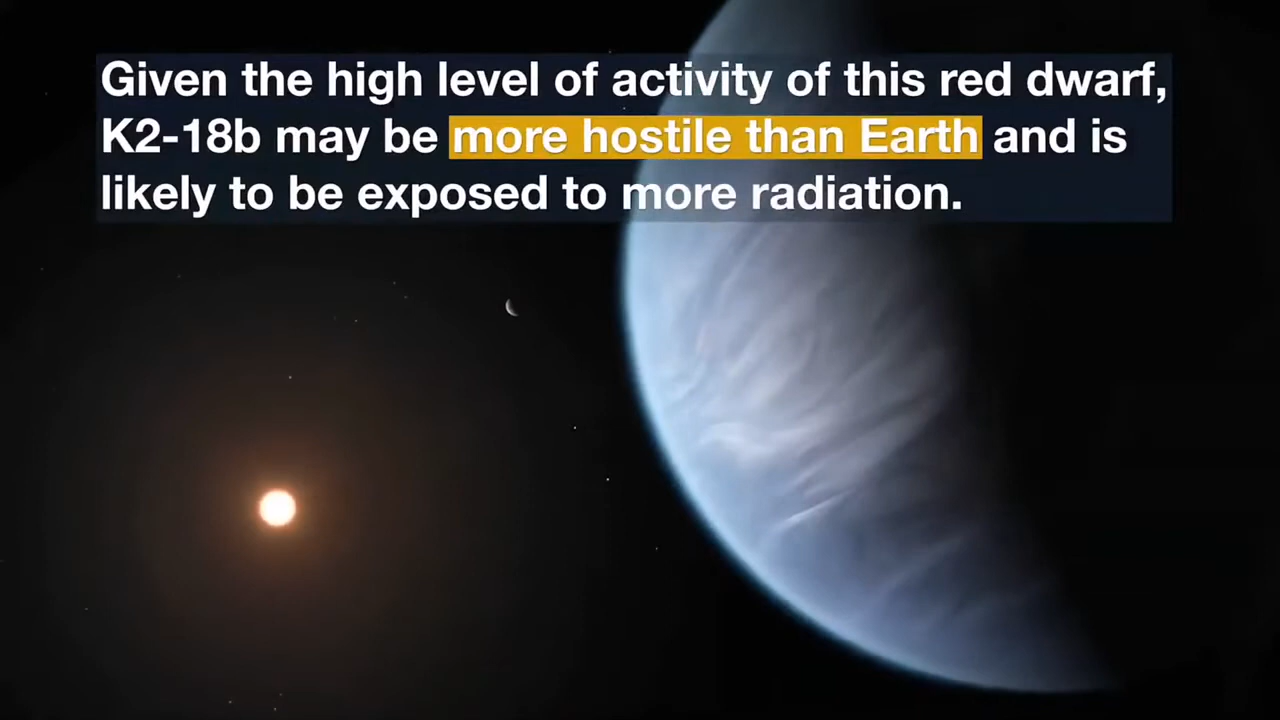 Given the high level of activity of this red dwarf,
K2-18b may be more hostile than Earth and is
likely to be exposed to more radiation.